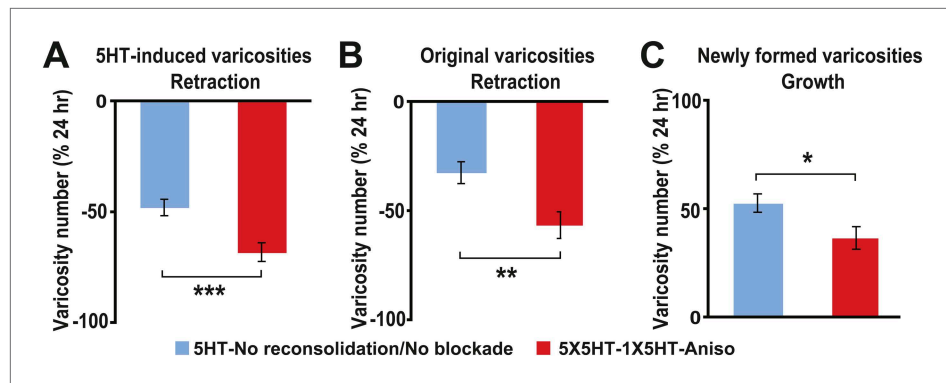 A 5HT-induced varicosities
Retraction
Varicosity number (% 24 hr)
0
-50
-100
***
B Original varicosities
Retraction
Varicosity number (% 24 hr)
0
-50
-100
**
C Newly formed varicosities
Growth
Varicosity number (% 24 hr)
100
50
0
*
5HT-No reconsolidation/No blockade
5X5HT-1X5HT-Aniso